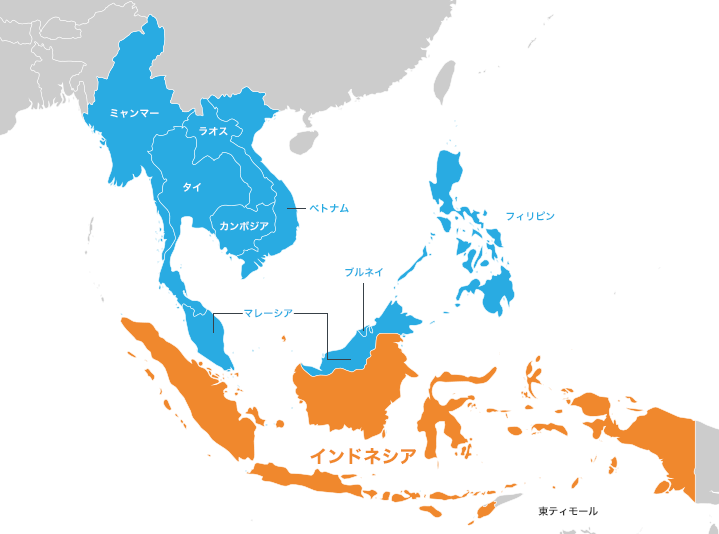 ミャンマー
ラオス
タイ
ベトナム
カンボジア
フィリピン
ブルネイ
マレーシア
インドネシア
東ティモール